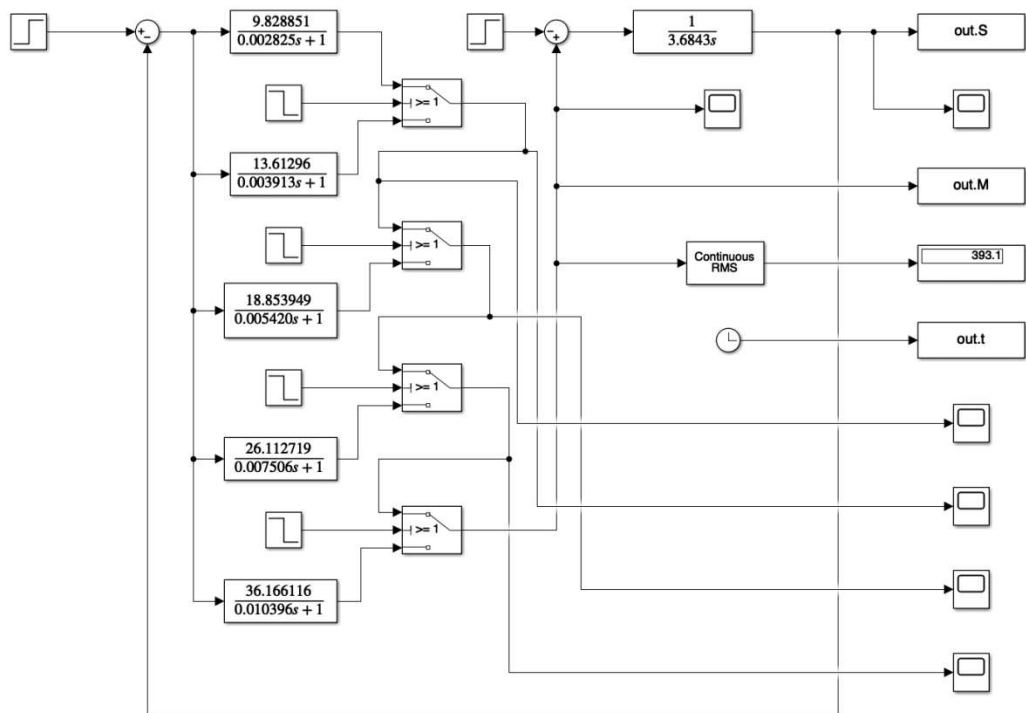 9.828851
0.002825s + 1
>= 1
13.61296
0.003913s + 1
>= 1
18.853949
0.005420s + 1
>= 1
26.112719
0.007506s + 1
>= 1
36.166116
0.010396s + 1
1
3.6843s
out.S
out.M
Continuous
RMS
393.1
out.t